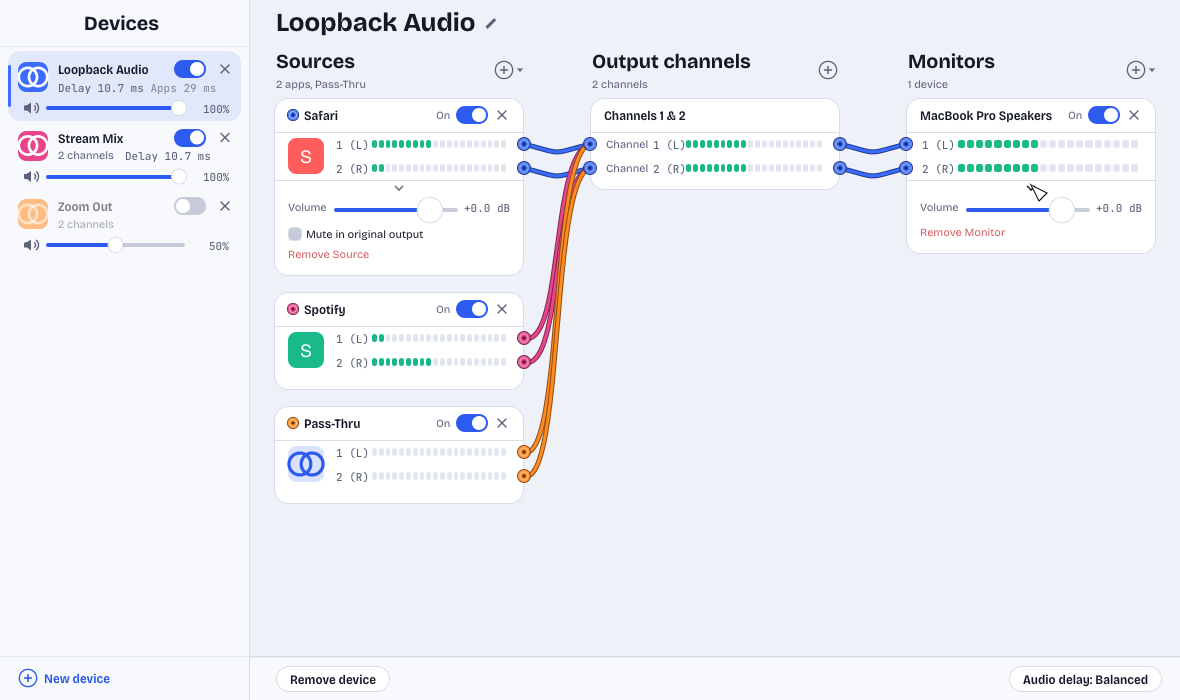 Devices
Loopback Audio
Delay 10.7 ms Apps 29 ms
100%
Stream Mix
2 channels Delay 10.7 ms
100%
Zoom Out
2 channels
50%
New device
Loopback Audio
Sources
2 apps, Pass-Thru
Safari On
S
1 (L)
2 (R)
Volume +0.0 dB
Mute in original output
Remove Source
Spotify On
S
1 (L)
2 (R)
Pass-Thru On
1 (L)
2 (R)
Output channels
2 channels
Channels 1 & 2
Channel 1 (L)
Channel 2 (R)
Monitors
1 device
MacBook Pro Speakers On
1 (L)
2 (R)
Volume +0.0 dB
Remove Monitor
Remove device
Audio delay: Balanced